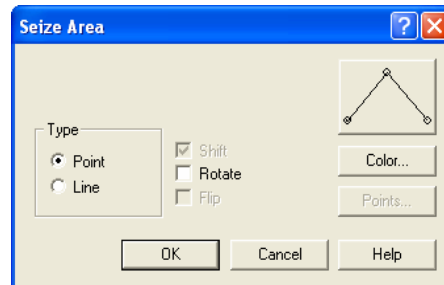 Seize Area
Type
Point
Line
Shift
Rotate
Flip
Color...
Points...
OK
Cancel
Help